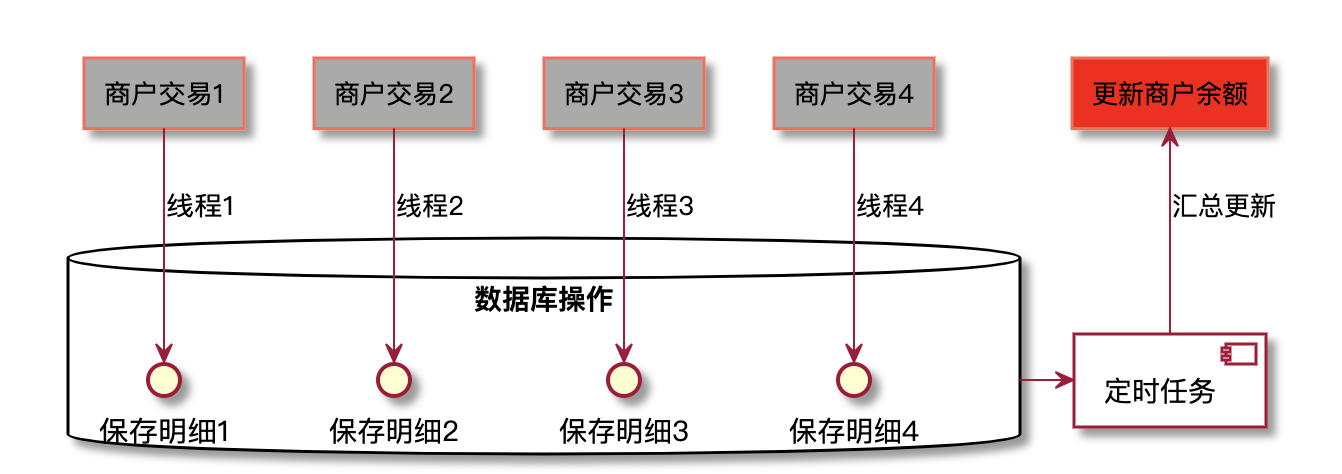 商户交易1
商户交易2
商户交易3
商户交易4
更新商户余额
线程1
线程2
线程3
线程4
汇总更新
数据库操作
定时任务
保存明细1
保存明细2
保存明细3
保存明细4